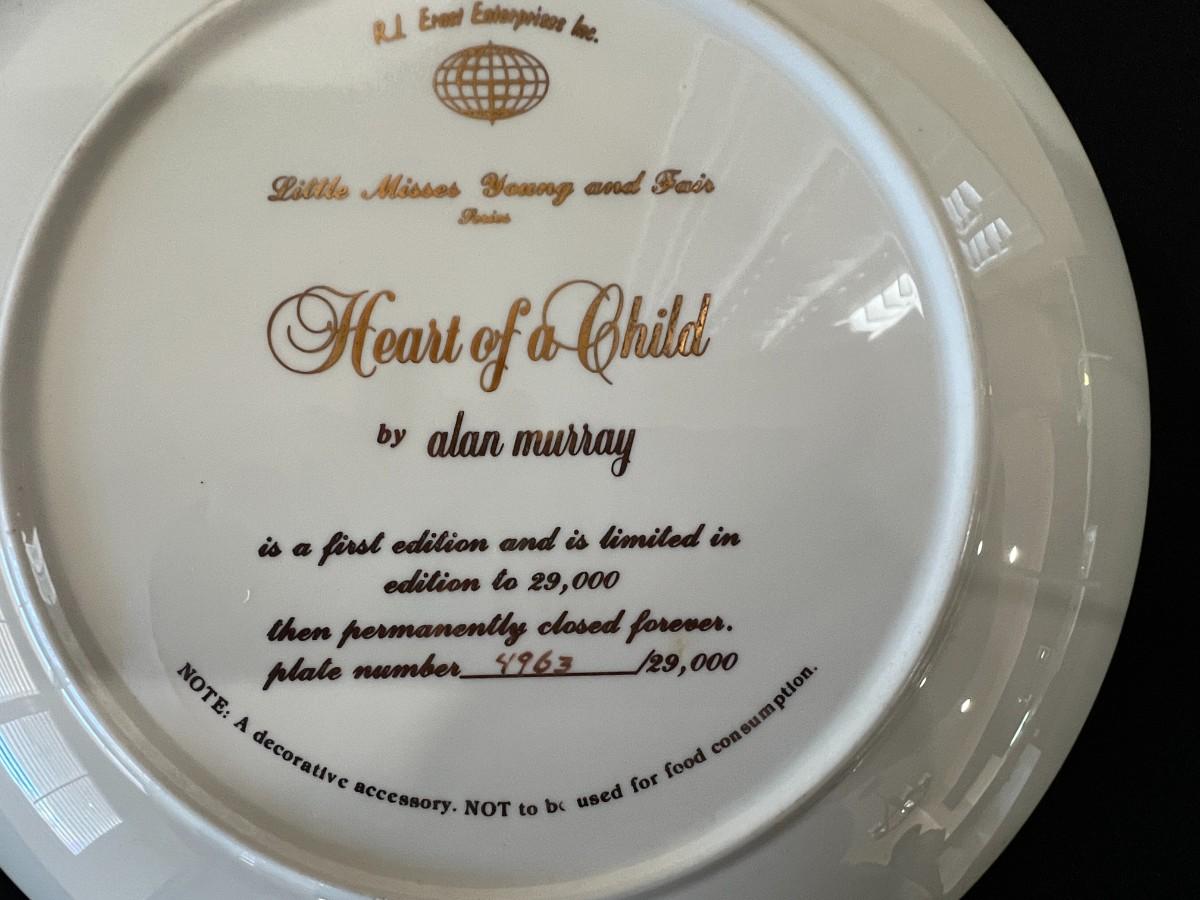 R.J. Ernst Enterprises Inc.
Little Misses Young and Fair
Series
Heart of a Child
by alan murray
is a first edition and is limited in
edition to 29,000
then permanently closed forever.
plate number 4963 /29,000
NOTE: A decorative accessory. NOT to be used for food consumption.